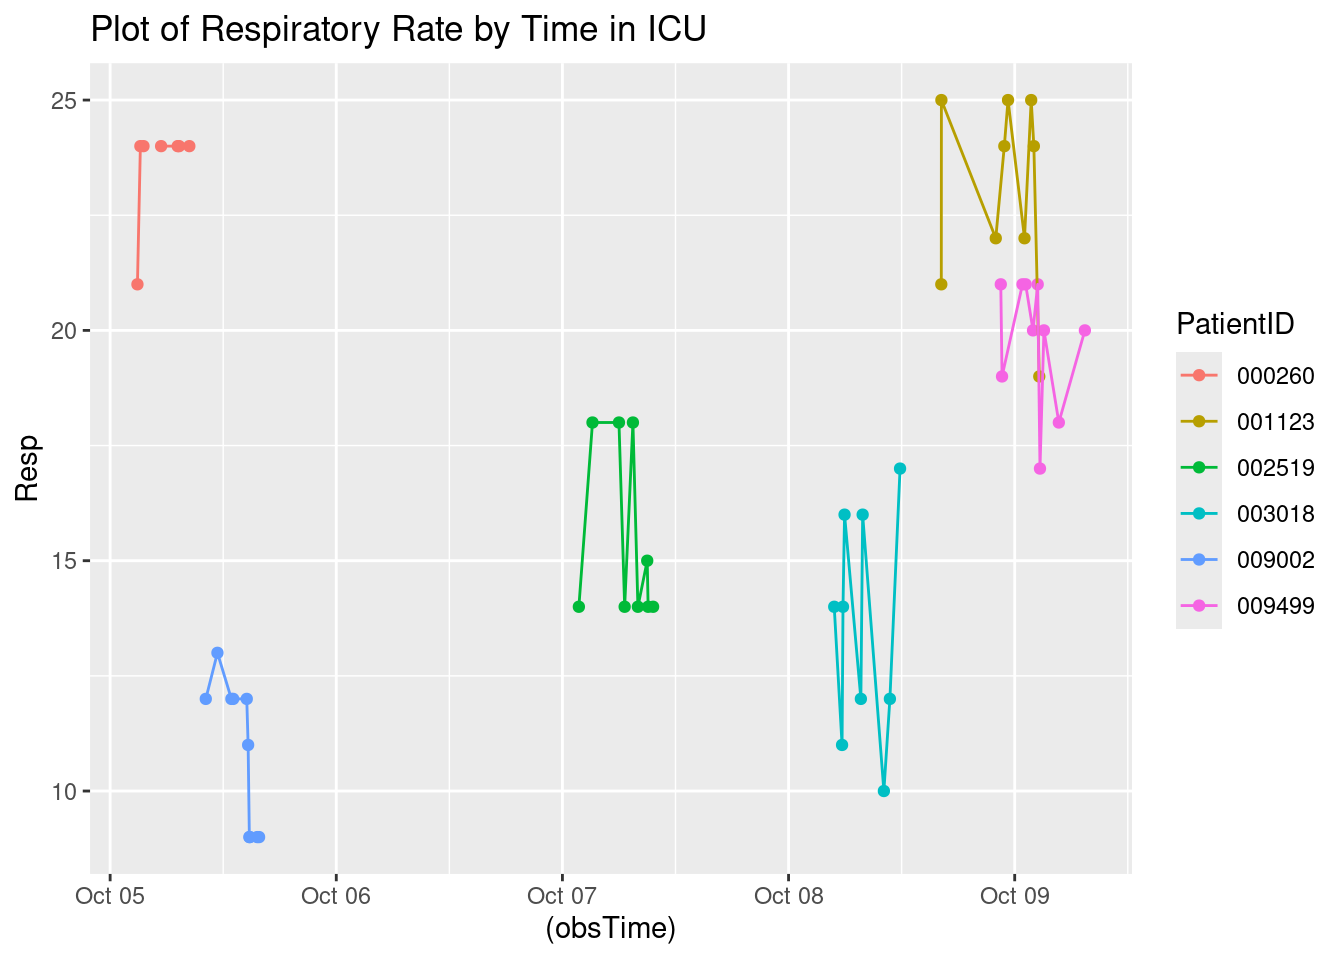 Plot of Respiratory Rate by Time in ICU
Resp
25
20
15
10
Oct 05 Oct 06 Oct 07 Oct 08 Oct 09
(obsTime)
PatientID
000260
001123
002519
003018
009002
009499